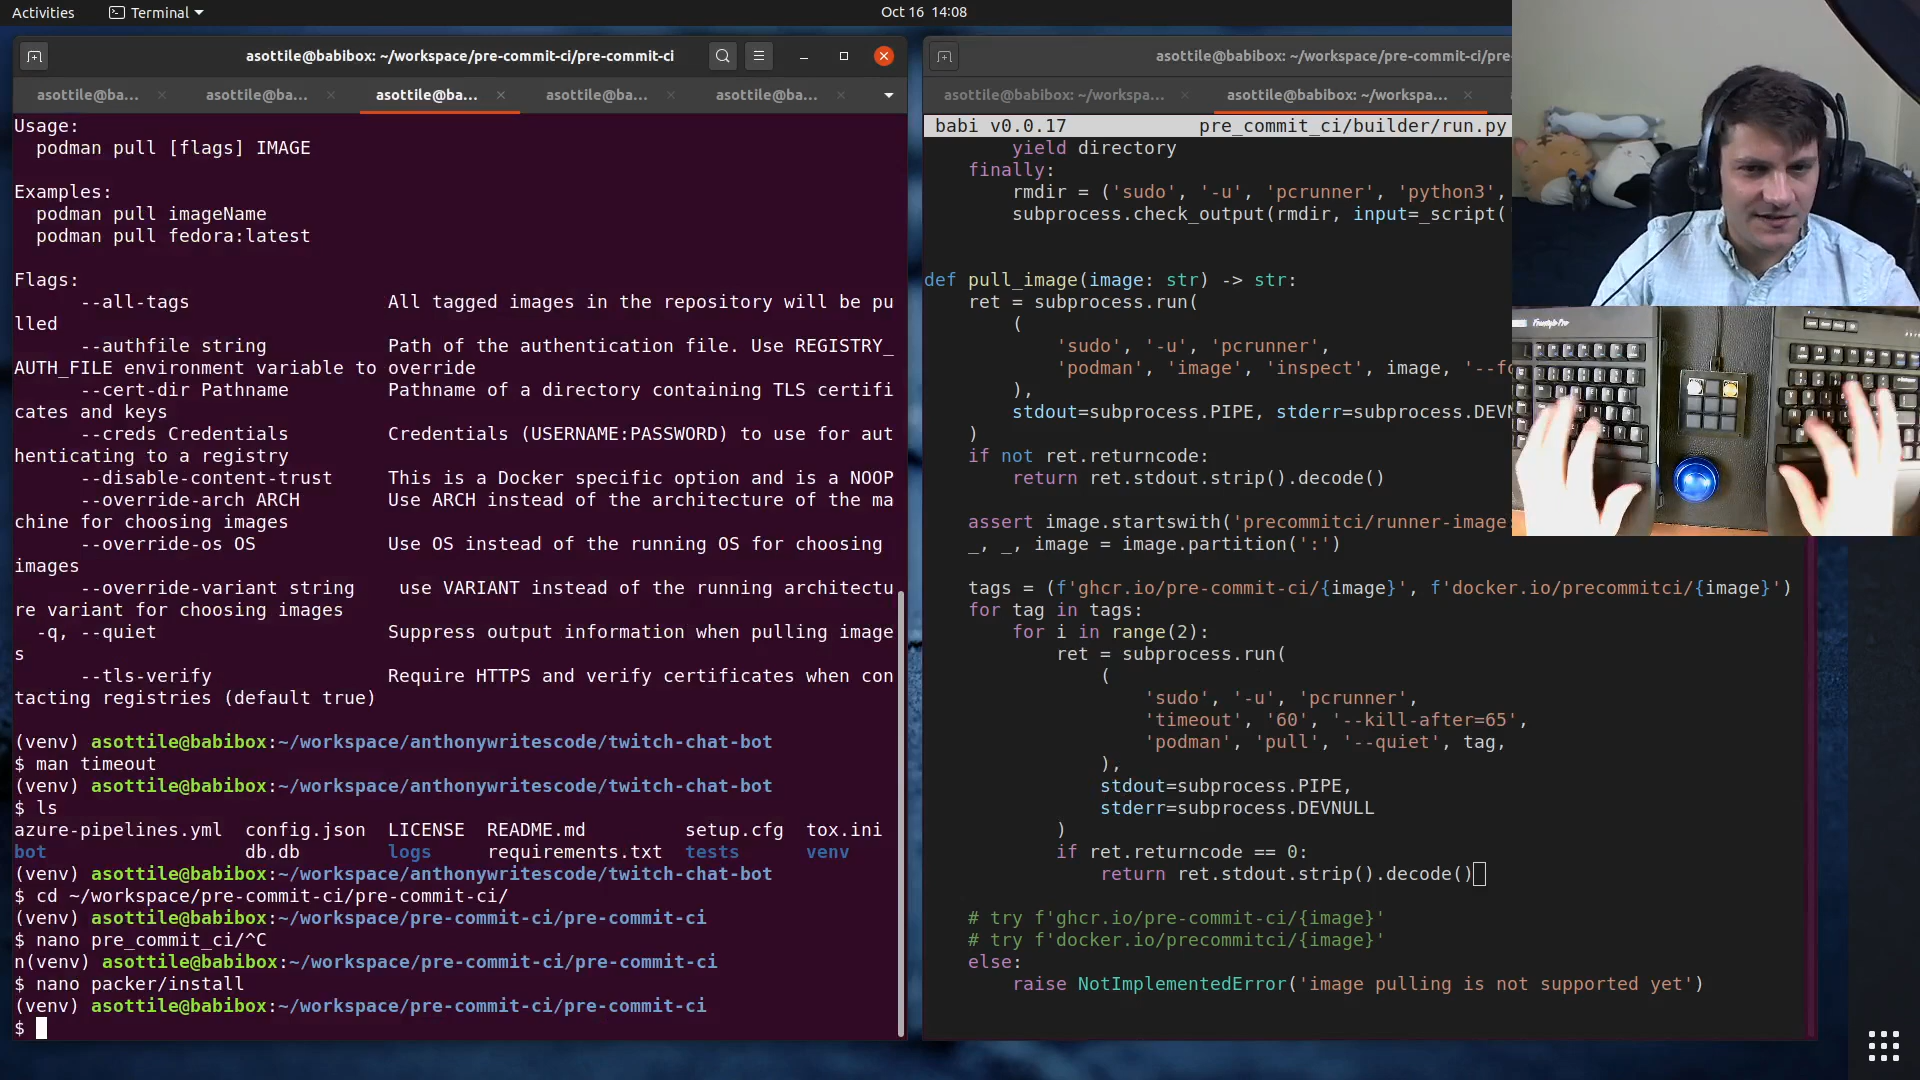 Activities
Terminal
Oct 16 14:08
asottile@babibox: ~/workspace/pre-commit-ci/pre-commit-ci
asottile@ba...
asottile@ba...
asottile@ba...
asottile@ba...
asottile@ba...
Usage:
podman pull [flags] IMAGE
Examples:
podman pull imageName
podman pull fedora:latest
Flags:
--all-tags All tagged images in the repository will be pu
lled
--authfile string Path of the authentication file. Use REGISTRY_
AUTH_FILE environment variable to override
--cert-dir Pathname Pathname of a directory containing TLS certifi
cates and keys
--creds Credentials Credentials (USERNAME:PASSWORD) to use for aut
henticating to a registry
--disable-content-trust This is a Docker specific option and is a NOOP
--override-arch ARCH Use ARCH instead of the architecture of the ma
chine for choosing images
--override-os OS Use OS instead of the running OS for choosing
images
--override-variant string use VARIANT instead of the running architectu
re variant for choosing images
-q, --quiet Suppress output information when pulling image
s
--tls-verify Require HTTPS and verify certificates when con
tacting registries (default true)
(venv) asottile@babibox:~/workspace/anthonywritescode/twitch-chat-bot
$ man timeout
(venv) asottile@babibox:~/workspace/anthonywritescode/twitch-chat-bot
$ ls
azure-pipelines.yml config.json LICENSE README.md setup.cfg tox.ini
bot db.db logs requirements.txt tests venv
(venv) asottile@babibox:~/workspace/anthonywritescode/twitch-chat-bot
$ cd ~/workspace/pre-commit-ci/pre-commit-ci/
(venv) asottile@babibox:~/workspace/pre-commit-ci/pre-commit-ci
$ nano pre_commit_ci/^C
n(venv) asottile@babibox:~/workspace/pre-commit-ci/pre-commit-ci
$ nano packer/install
(venv) asottile@babibox:~/workspace/pre-commit-ci/pre-commit-ci
$
asottile@babibox: ~/workspace/pre-commit-ci/pre
asottile@babibox: ~/workspa...
asottile@babibox: ~/workspa...
babi v0.0.17 pre_commit_ci/builder/run.py
yield directory
finally:
rmdir = ('sudo', '-u', 'pcrunner', 'python3',
subprocess.check_output(rmdir, input=_script('
def pull_image(image: str) -> str:
ret = subprocess.run(
(
'sudo', '-u', 'pcrunner',
'podman', 'image', 'inspect', image, '--fo
),
stdout=subprocess.PIPE, stderr=subprocess.DEVN
)
if not ret.returncode:
return ret.stdout.strip().decode()
assert image.startswith('precommitci/runner-image:
_, _, image = image.partition(':')
tags = (f'ghcr.io/pre-commit-ci/{image}', f'docker.io/precommitci/{image}')
for tag in tags:
for i in range(2):
ret = subprocess.run(
(
'sudo', '-u', 'pcrunner',
'timeout', '60', '--kill-after=65',
'podman', 'pull', '--quiet', tag,
),
stdout=subprocess.PIPE,
stderr=subprocess.DEVNULL
)
if ret.returncode == 0:
return ret.stdout.strip().decode()
# try f'ghcr.io/pre-commit-ci/{image}'
# try f'docker.io/precommitci/{image}'
else:
raise NotImplementedError('image pulling is not supported yet')
Freestyle Pro